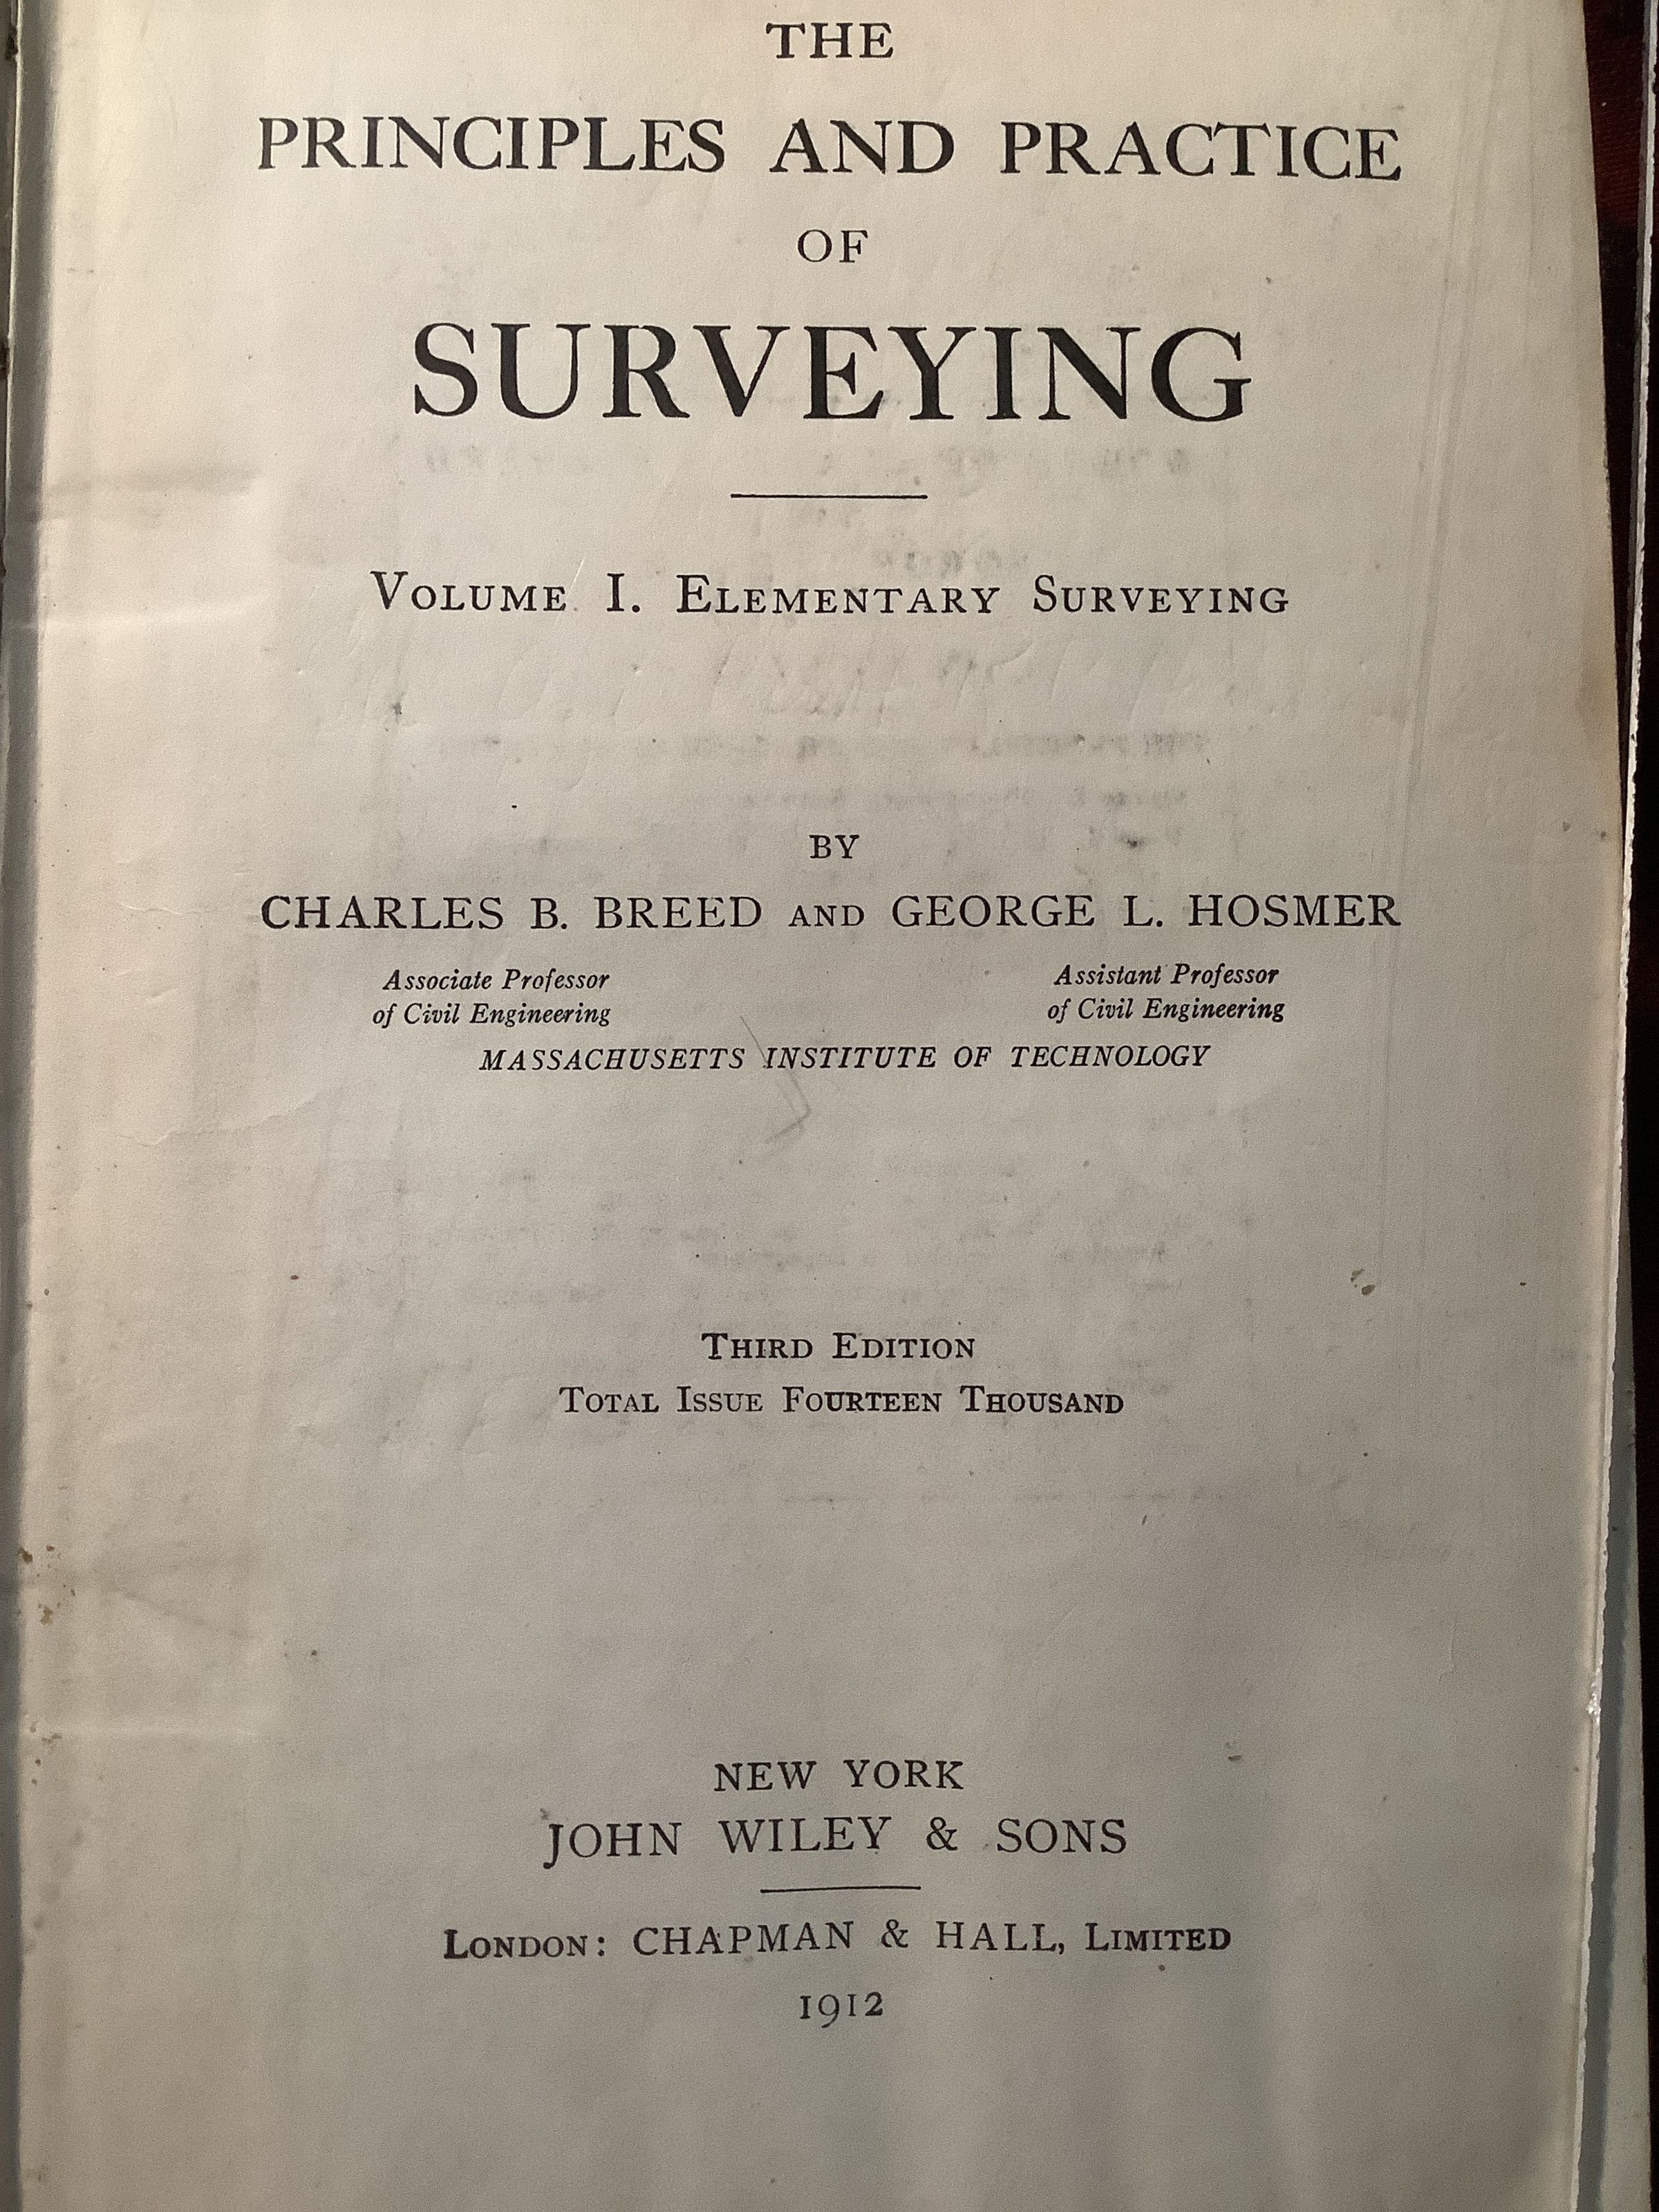 THE
PRINCIPLES AND PRACTICE
OF
SURVEYING
VOLUME I. ELEMENTARY SURVEYING
BY
CHARLES B. BREED AND GEORGE L. HOSMER
Associate Professor
of Civil Engineering
Assistant Professor
of Civil Engineering
MASSACHUSETTS INSTITUTE OF TECHNOLOGY
THIRD EDITION
TOTAL ISSUE FOURTEEN THOUSAND
NEW YORK
JOHN WILEY & SONS
LONDON: CHAPMAN & HALL, LIMITED
1912